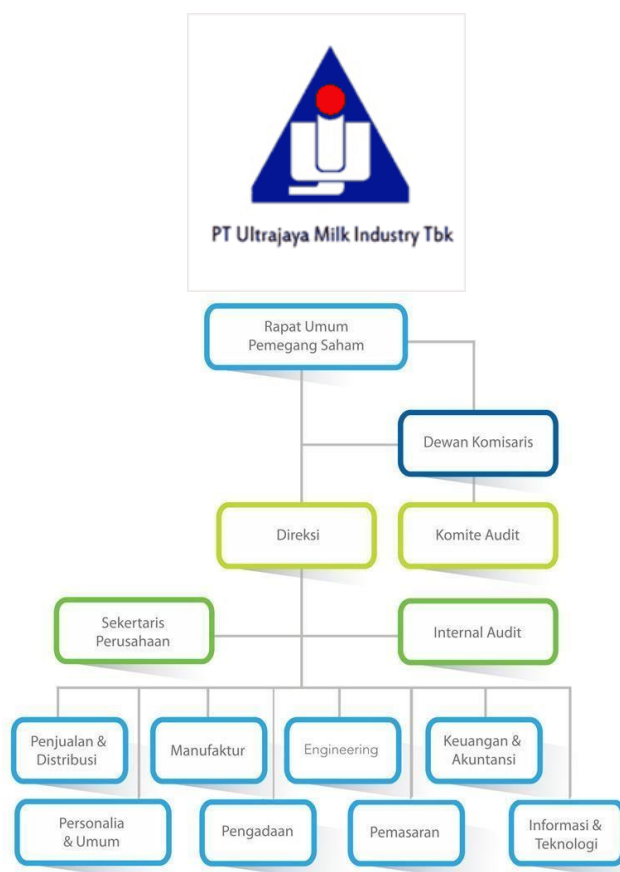 PT Ultrajaya Milk Industry Tbk
Rapat Umum
Pemegang Saham
Dewan Komisaris
Direksi
Komite Audit
Sekertaris
Perusahaan
Internal Audit
Penjualan &
Distribusi
Manufaktur
Engineering
Keuangan &
Akuntansi
Personalia
& Umum
Pengadaan
Pemasaran
Informasi &
Teknologi